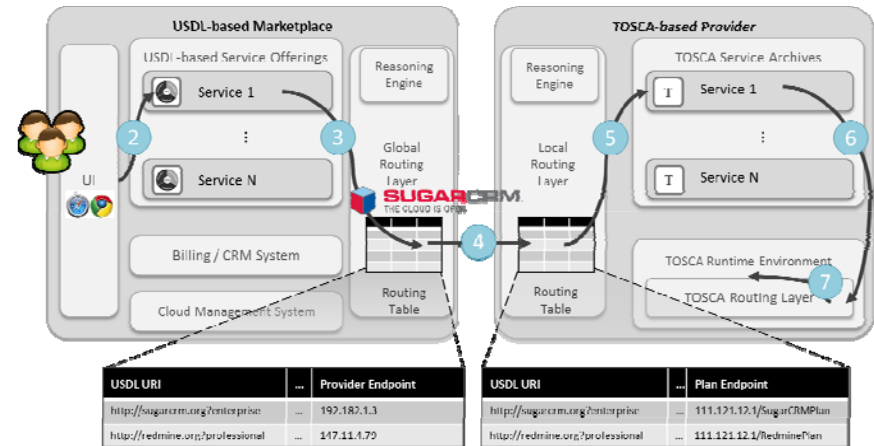 USDL-based Marketplace
TOSCA-based Provider
UI
USDL-based Service Offerings
Service 1
⋮
Service N
Billing / CRM System
Cloud Management System
Reasoning
Engine
Global
Routing
Layer
SUGARCRM.
THE CLOUD IS OPEN
Routing
Table
Reasoning
Engine
Local
Routing
Layer
Routing
Table
TOSCA Service Archives
T Service 1
⋮
T Service N
TOSCA Runtime Environment
TOSCA Routing Layer
2
3
4
5
6
7
USDL URI ... Provider Endpoint
http://sugarcrm.org?enterprise ... 192.182.1.3
http://redmine.org?professional ... 147.11.4.79
USDL URI ... Plan Endpoint
http://sugarcrm.org?enterprise ... 111.121.12.1/SugarCRMPlan
http://redmine.org?professional ... 111.121.12.1/RedminePlan